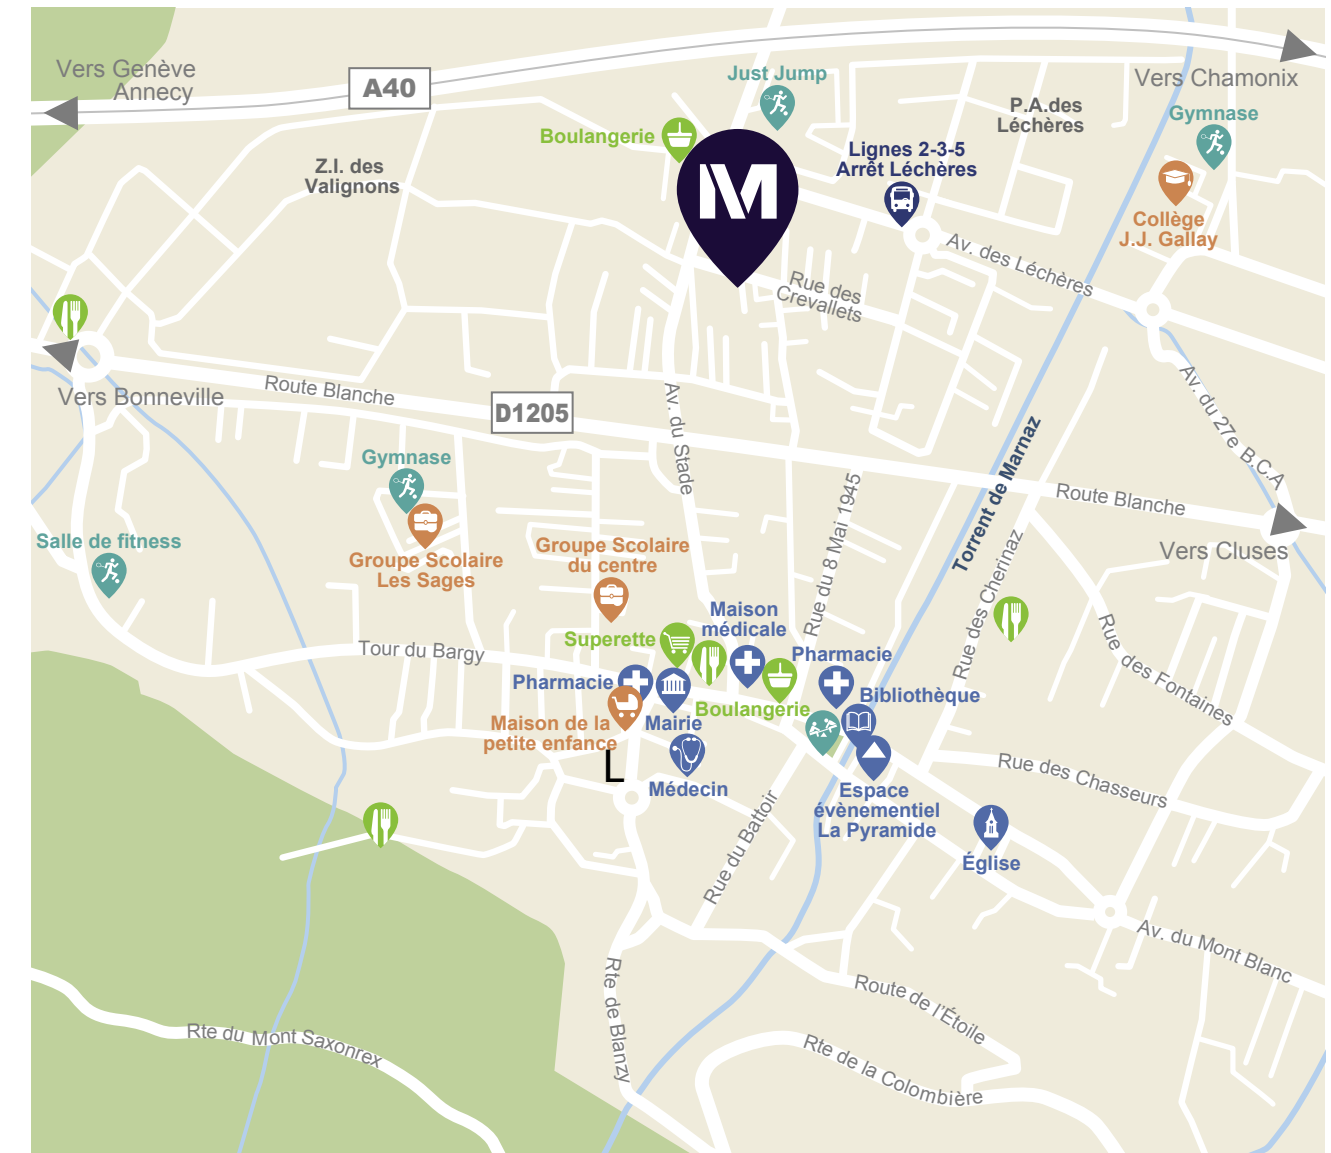 Vers Genève
Annecy
A40
Just Jump
Vers Chamonix
P.A.des
Léchères
Gymnase
Boulangerie
Lignes 2-3-5
Arrêt Léchères
Z.I. des
Valignons
M
Collège
J.J. Gallay
Av. des Léchères
Rue des
Crevallets
Vers Bonneville
Route Blanche
D1205
Av. du Stade
Av. du 27e B.C.A
Gymnase
Torrent de Marnaz
Route Blanche
Rue du 8 Mai 1945
Vers Cluses
Salle de fitness
Groupe Scolaire
Les Sages
Groupe Scolaire
du centre
Rue des Cherinaz
Maison
médicale
Superette
Tour du Bargy
Pharmacie
Pharmacie
Rue des Fontaines
Bibliothèque
Boulangerie
Mairie
Maison de la
petite enfance
L
Médecin
Rue des Chasseurs
Espace
évènementiel
La Pyramide
Rue du Battoir
Église
Av. du Mont Blanc
Rte de Blanzy
Route de l'Étoile
Rte du Mont Saxonrex
Rte de la Colombière